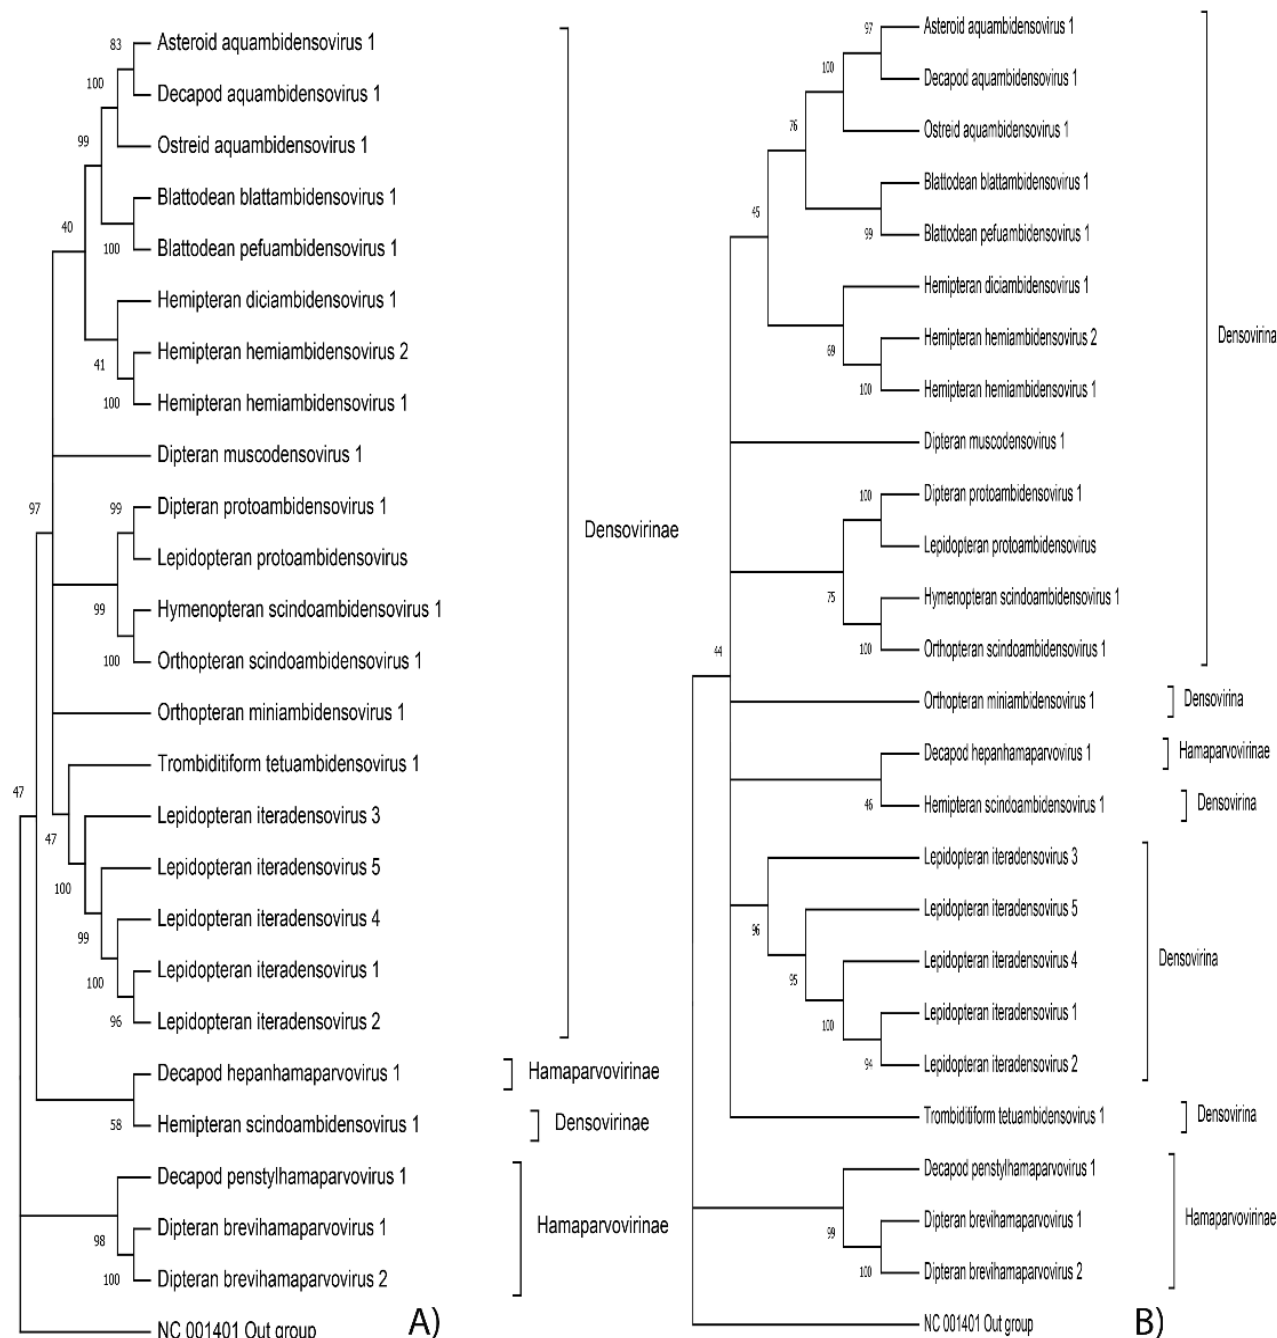 83
Asteroid aquambidensovirus 1
100
Decapod aquambidensovirus 1
99
Ostreid aquambidensovirus 1
Blattodean blattambidensovirus 1
40
100
Blattodean pefuambidensovirus 1
Hemipteran diciambidensovirus 1
Hemipteran hemiambidensovirus 2
41
100
Hemipteran hemiambidensovirus 1
Dipteran muscodensovirus 1
97
99
Dipteran protoambidensovirus 1
Densovirinae
Lepidopteran protoambidensovirus
99
Hymenopteran scindoambidensovirus 1
100
Orthopteran scindoambidensovirus 1
Orthopteran miniambidensovirus 1
Trombiditiform tetuambidensovirus 1
47
Lepidopteran iteradensovirus 3
47
Lepidopteran iteradensovirus 5
100
Lepidopteran iteradensovirus 4
99
Lepidopteran iteradensovirus 1
100
96
Lepidopteran iteradensovirus 2
Decapod hepanhamaparvovirus 1
Hamaparvovirinae
58
Hemipteran scindoambidensovirus 1
Densovirinae
Decapod penstylhamaparvovirus 1
Dipteran brevihamaparvovirus 1
Hamaparvovirinae
98
100
Dipteran brevihamaparvovirus 2
NC 001401 Out group
A)
97
Asteroid aquambidensovirus 1
100
Decapod aquambidensovirus 1
76
Ostreid aquambidensovirus 1
Blattodean blattambidensovirus 1
45
99
Blattodean pefuambidensovirus 1
Hemipteran diciambidensovirus 1
Hemipteran hemiambidensovirus 2
Densovirina
69
100
Hemipteran hemiambidensovirus 1
Dipteran muscodensovirus 1
100
Dipteran protoambidensovirus 1
Lepidopteran protoambidensovirus
75
Hymenopteran scindoambidensovirus 1
100
Orthopteran scindoambidensovirus 1
44
Orthopteran miniambidensovirus 1
Densovirina
Decapod hepanhamaparvovirus 1
Hamaparvovirinae
46
Hemipteran scindoambidensovirus 1
Densovirina
Lepidopteran iteradensovirus 3
Lepidopteran iteradensovirus 5
96
Lepidopteran iteradensovirus 4
Densovirina
95
Lepidopteran iteradensovirus 1
100
94
Lepidopteran iteradensovirus 2
Trombiditiform tetuambidensovirus 1
Densovirina
Decapod penstylhamaparvovirus 1
Dipteran brevihamaparvovirus 1
Hamaparvovirinae
99
100
Dipteran brevihamaparvovirus 2
NC 001401 Out group
B)